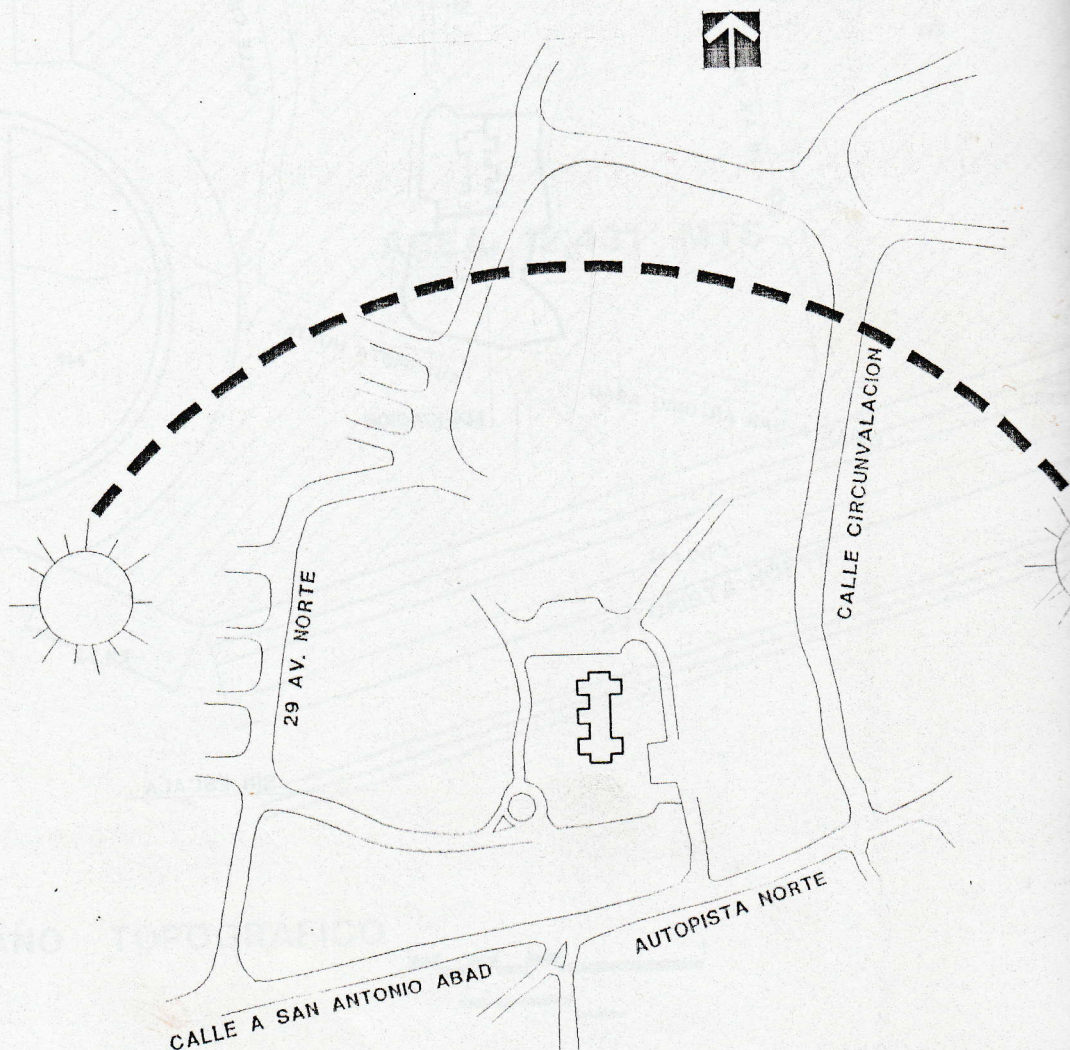 CALLE CIRCUNVALACION
29 AV. NORTE
AUTOPISTA NORTE
CALLE A SAN ANTONIO ABAD